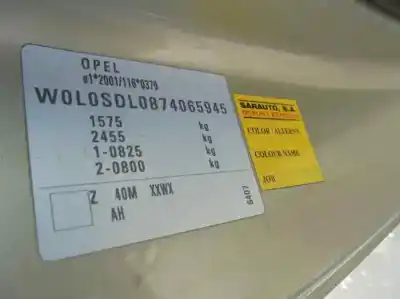 OPEL
e1*2001/116*0379
W0L0SDL0874065945
1575 kg
2455 kg
1-0825 kg
2-0800 kg
Z 40M XXWX
AH
6407
SARAUTO, S.A.
COLOR / ALTERN.
COLOUR NAME
JOB